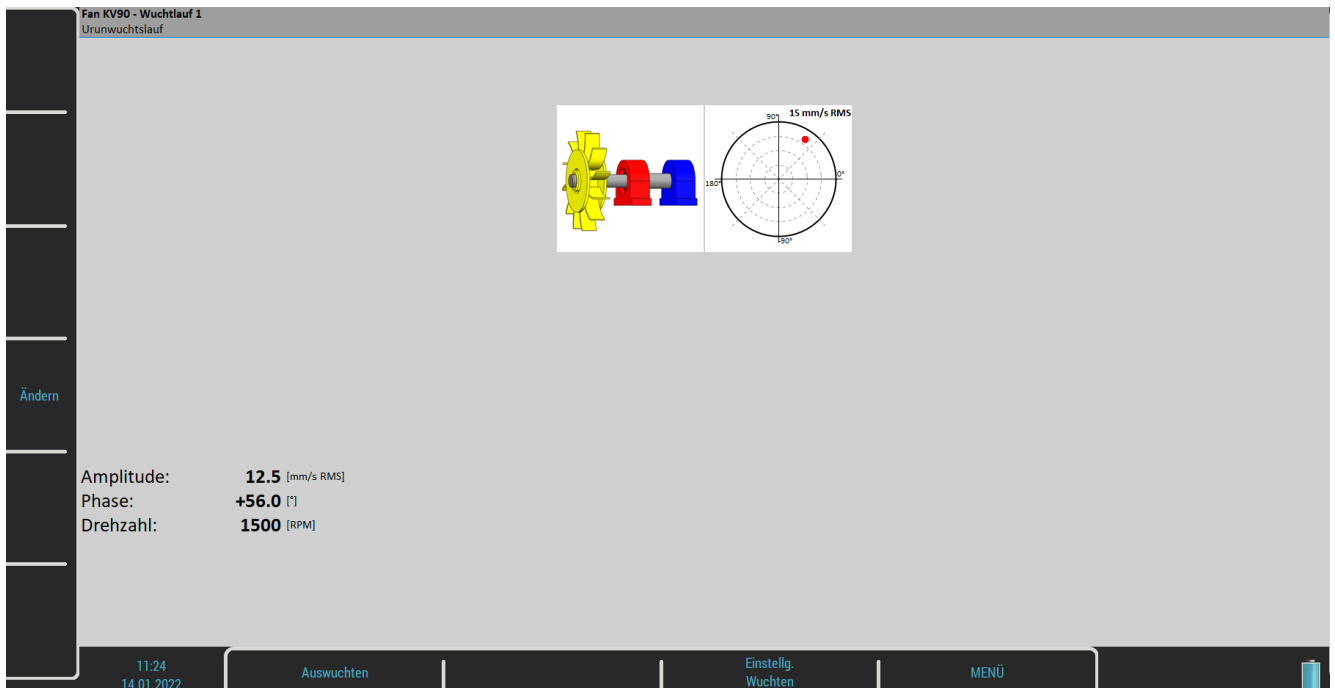 Fan KV90 - Wuchtlauf 1
Urunwuchtslauf
15 mm/s RMS
90°
0°
180°
-90°
Ändern
Amplitude: 12.5 [mm/s RMS]
Phase: +56.0 [°]
Drehzahl: 1500 [RPM]
11:24
14.01.2022
Auswuchten
Einstellg.
Wuchten
MENÜ